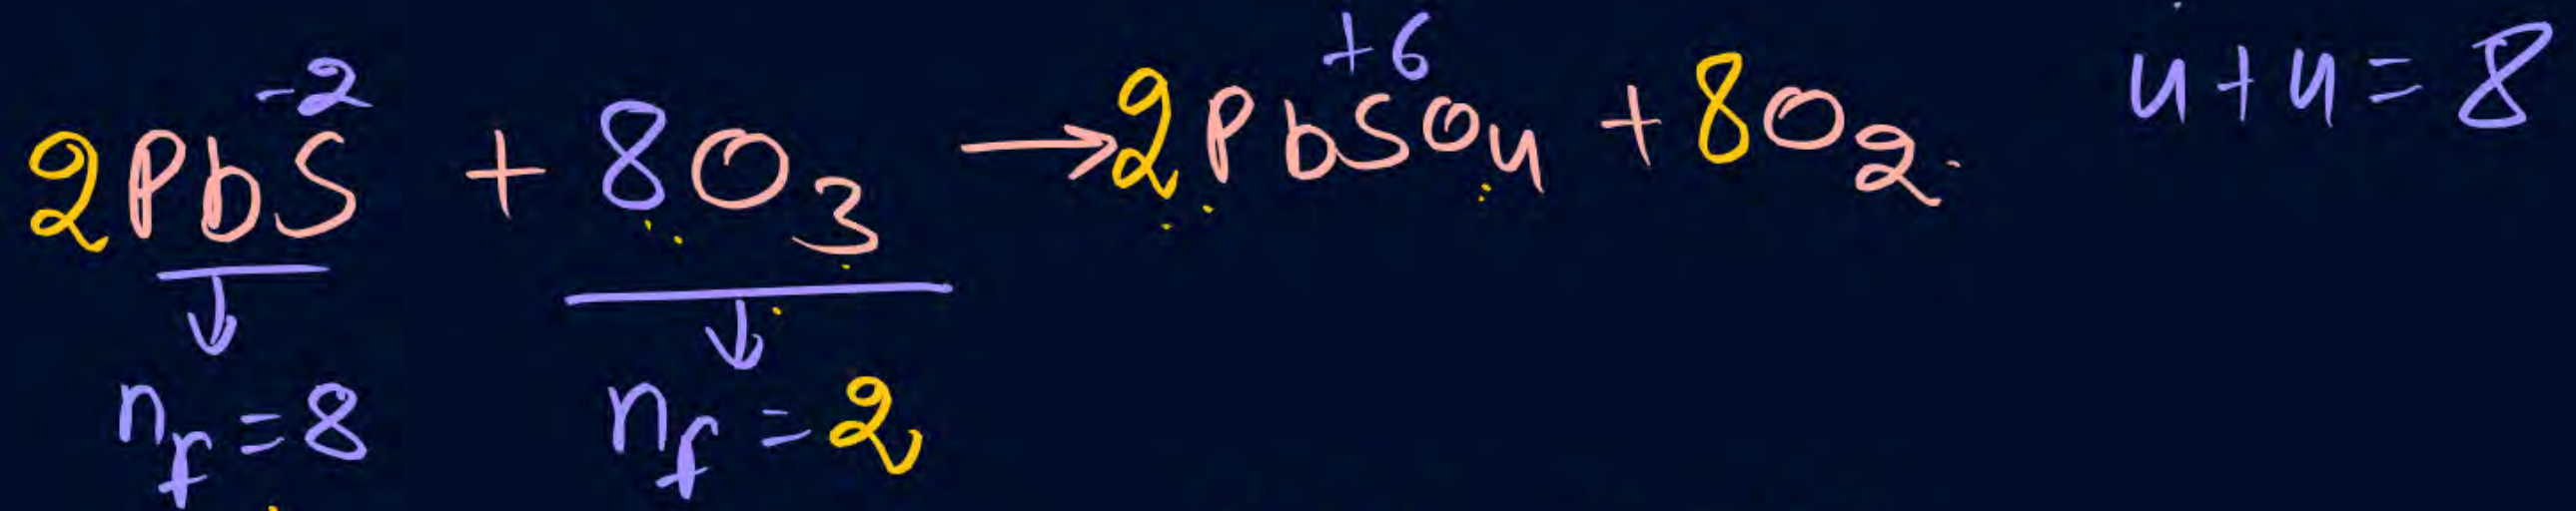 -2 +6
2PbS + 8O3 → 2PbSO4 + 8O2. 4+4=8
↓ ↓
nf=8 nf=2